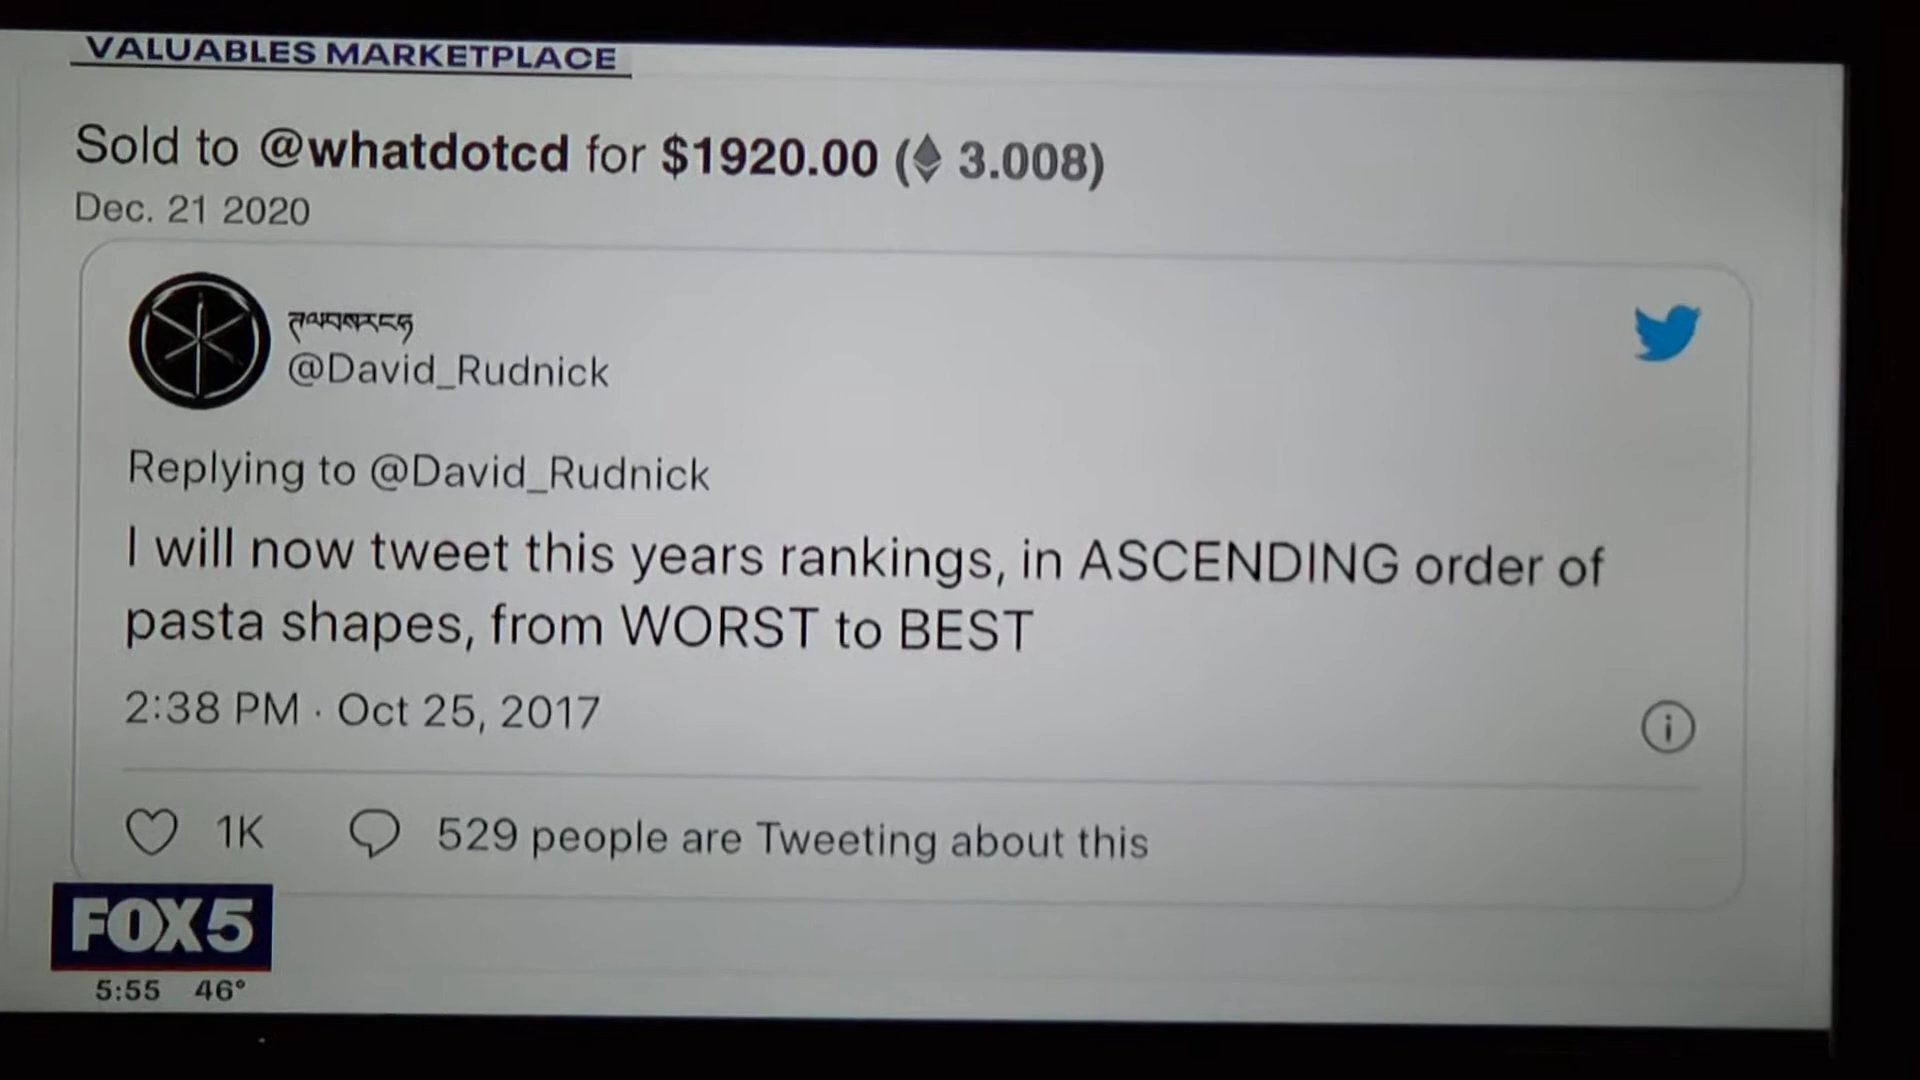 VALUABLES MARKETPLACE
Sold to @whatdotcd for $1920.00 (♦ 3.008)
Dec. 21 2020
@David_Rudnick
Replying to @David_Rudnick
I will now tweet this years rankings, in ASCENDING order of
pasta shapes, from WORST to BEST
2:38 PM · Oct 25, 2017
1K 529 people are Tweeting about this
FOX5
5:55 46°